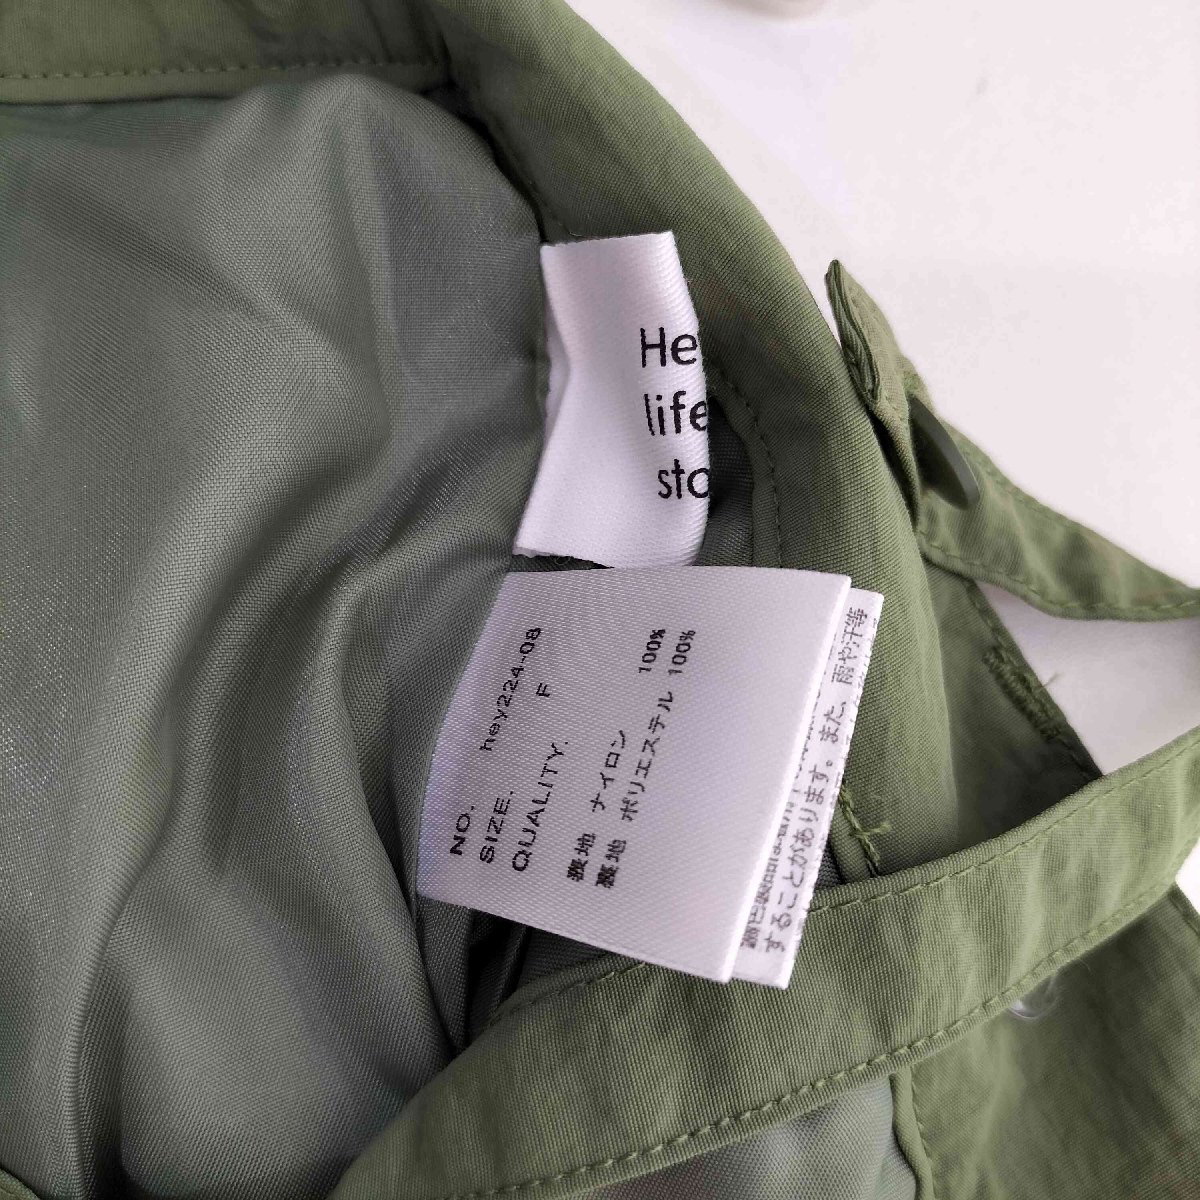 He
life
sto
NO. hey224-08
SIZE. F
QUALITY.
表地 ナイロン 100%
裏地 ポリエステル 100%
することがあります。また、雨や汗等